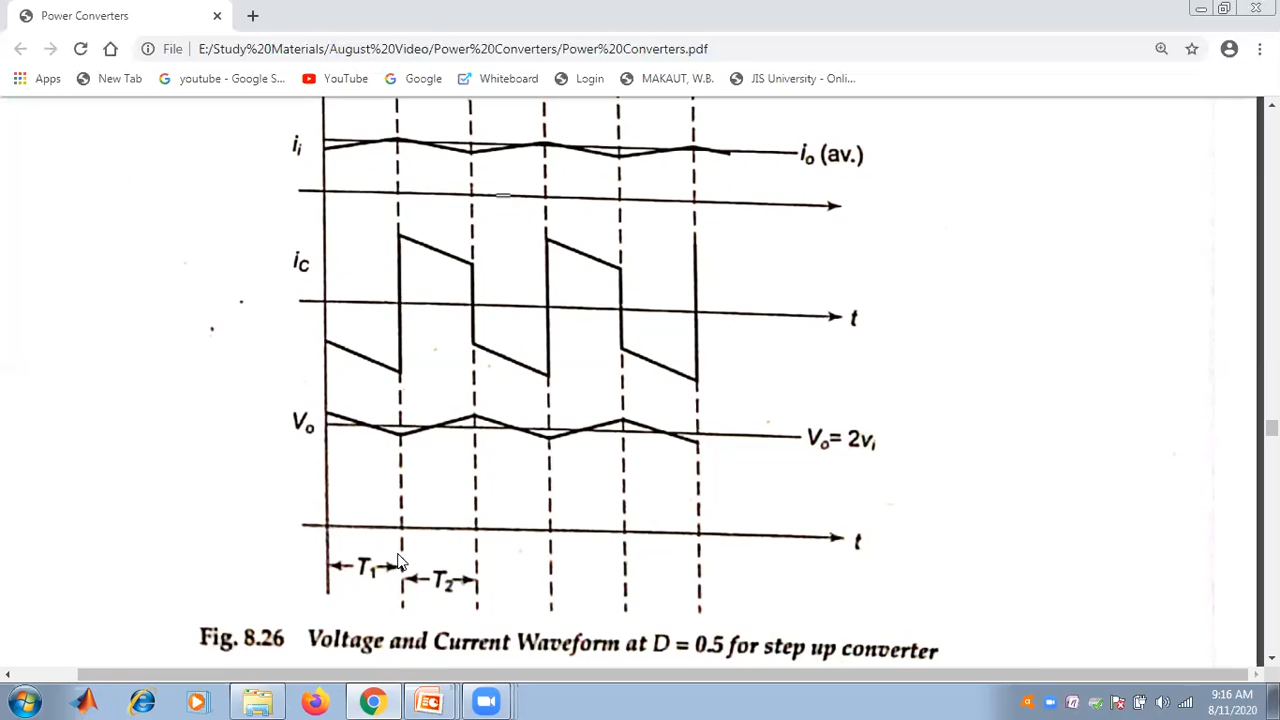 Power Converters
File | E:/Study%20Materials/August%20Video/Power%20Converters/Power%20Converters.pdf
Apps New Tab youtube - Google S... YouTube Google Whiteboard Login MAKAUT, W.B. JIS University - Onli...
i_i
i_o (av.)
i_C
t
V_o
V_o = 2v_i
t
T_1
T_2
Fig. 8.26 Voltage and Current Waveform at D = 0.5 for step up converter
9:16 AM
8/11/2020